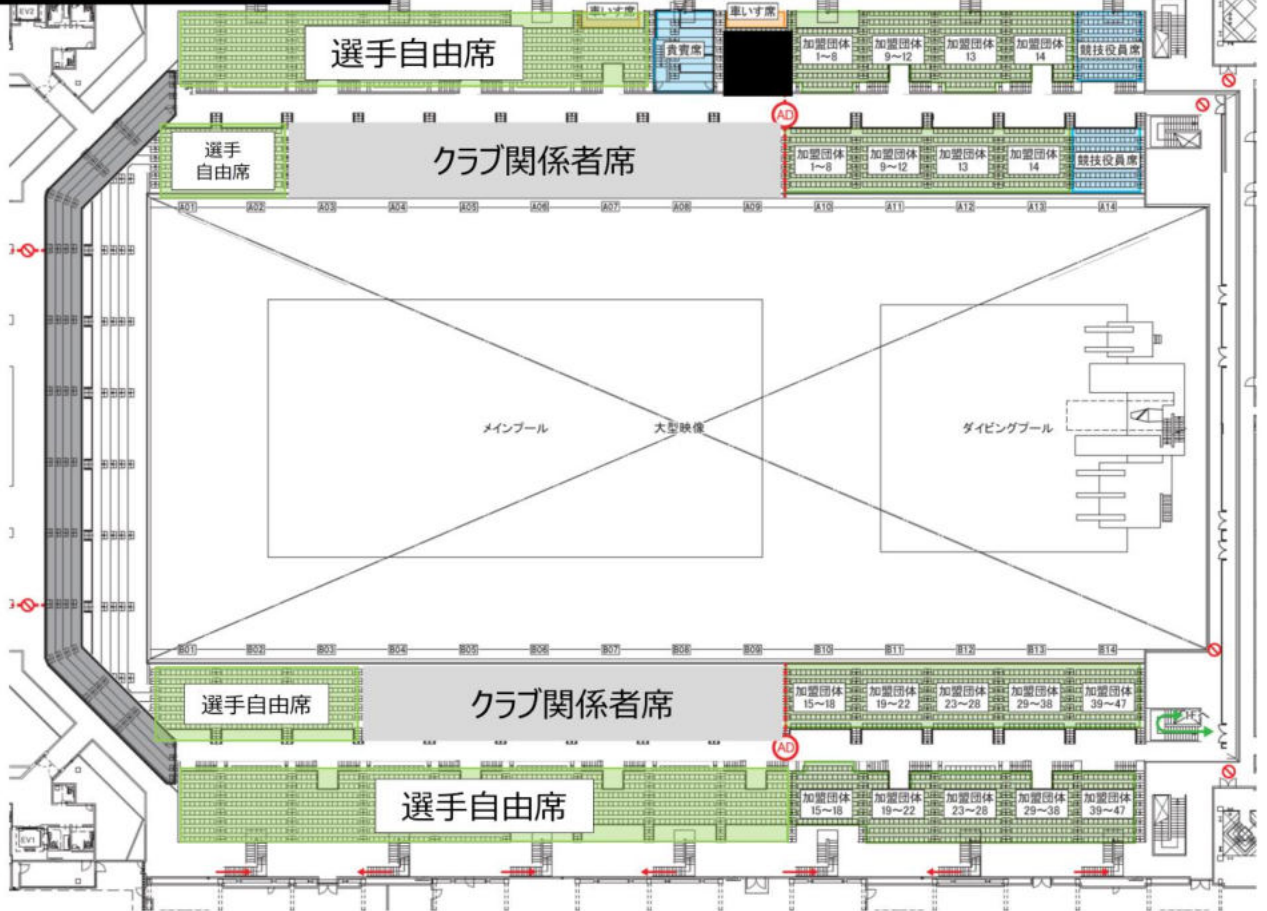 EV2
車いす席
車いす席
選手自由席
貴賓席
加盟団体
1~8
加盟団体
9~12
加盟団体
13
加盟団体
14
競技役員席
AD
選手
自由席
クラブ関係者席
加盟団体
1~8
加盟団体
9~12
加盟団体
13
加盟団体
14
競技役員席
A01 A02 A03 A04 A05 A06 A07 A08 A09 A10 A11 A12 A13 A14
メインプール
大型映像
ダイビングプール
B01 B02 B03 B04 B05 B06 B07 B08 B09 B10 B11 B12 B13 B14
選手自由席
クラブ関係者席
加盟団体
15~18
加盟団体
19~22
加盟団体
23~28
加盟団体
29~38
加盟団体
39~47
AD
選手自由席
加盟団体
15~18
加盟団体
19~22
加盟団体
23~28
加盟団体
29~38
加盟団体
39~47
EV1